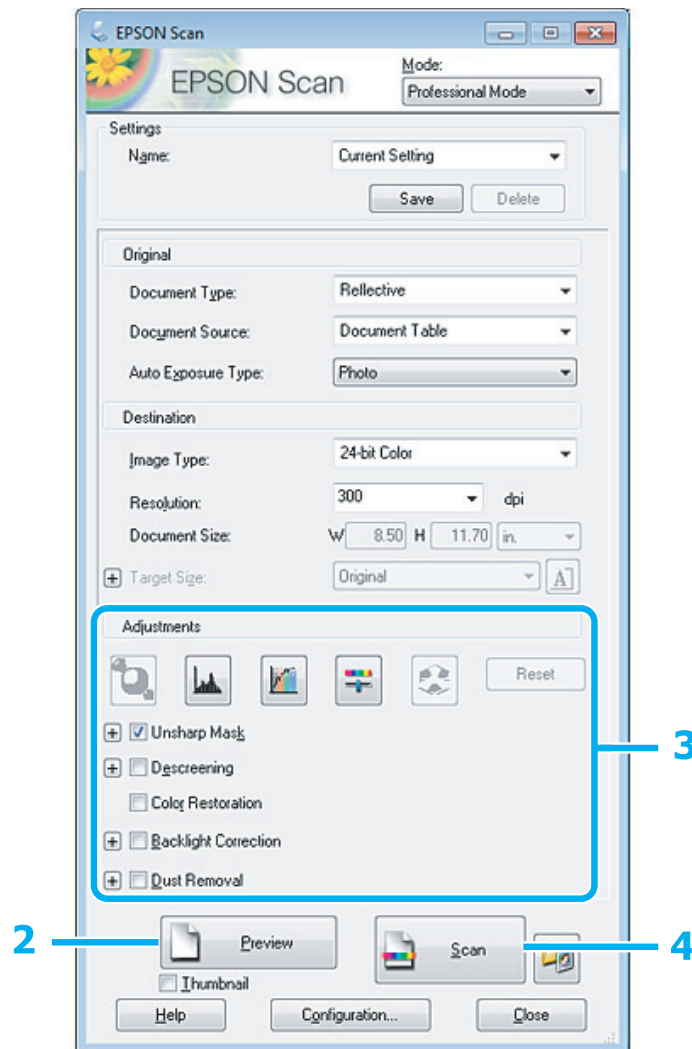 EPSON Scan
EPSON Scan
Mode:
Professional Mode
Settings
Name: Current Setting
Save Delete
Original
Document Type: Reflective
Document Source: Document Table
Auto Exposure Type: Photo
Destination
Image Type: 24-bit Color
Resolution: 300 dpi
Document Size: W 8.50 H 11.70 in.
Target Size: Original A
Adjustments
Reset
Unsharp Mask
3
Descreening
Color Restoration
Backlight Correction
Dust Removal
2 Preview Scan 4
Thumbnail
Help Configuration... Close